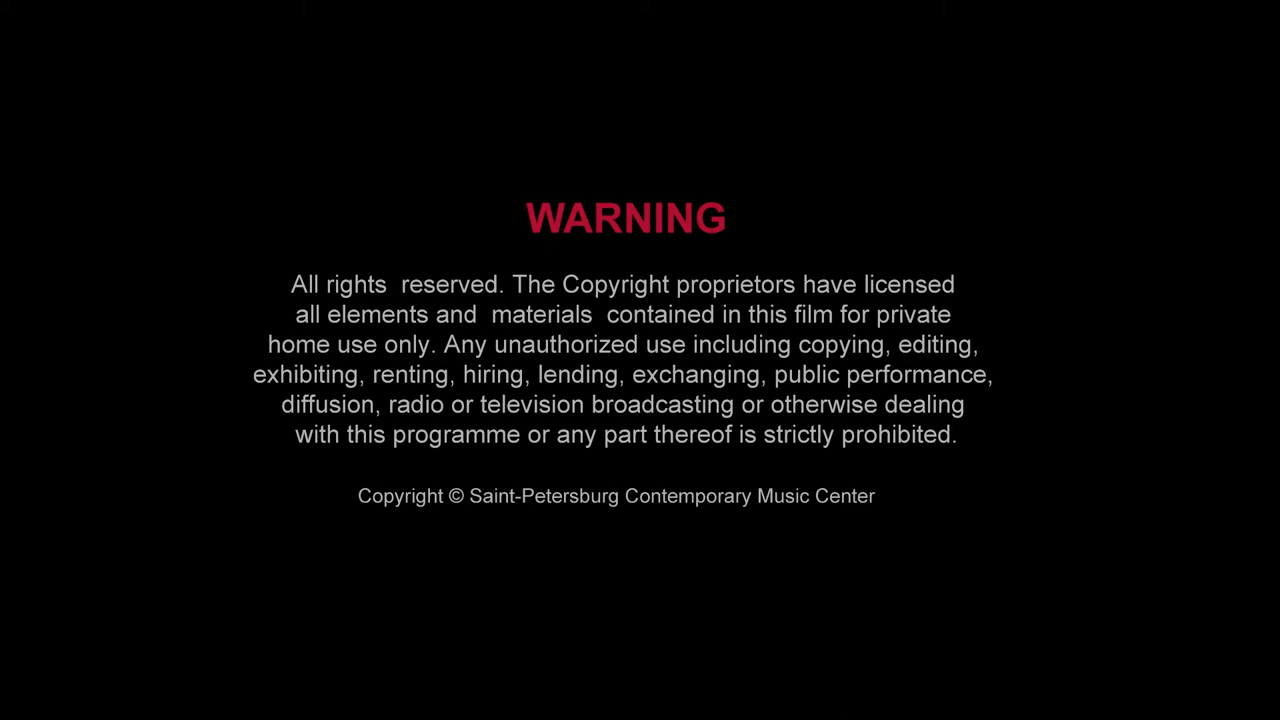 WARNING
All rights  reserved. The Copyright proprietors have licensed
all elements and  materials  contained in this film for private
home use only. Any unauthorized use including copying, editing,
exhibiting, renting, hiring, lending, exchanging, public performance,
diffusion, radio or television broadcasting or otherwise dealing
with this programme or any part thereof is strictly prohibited.
Copyright © Saint-Petersburg Contemporary Music Center